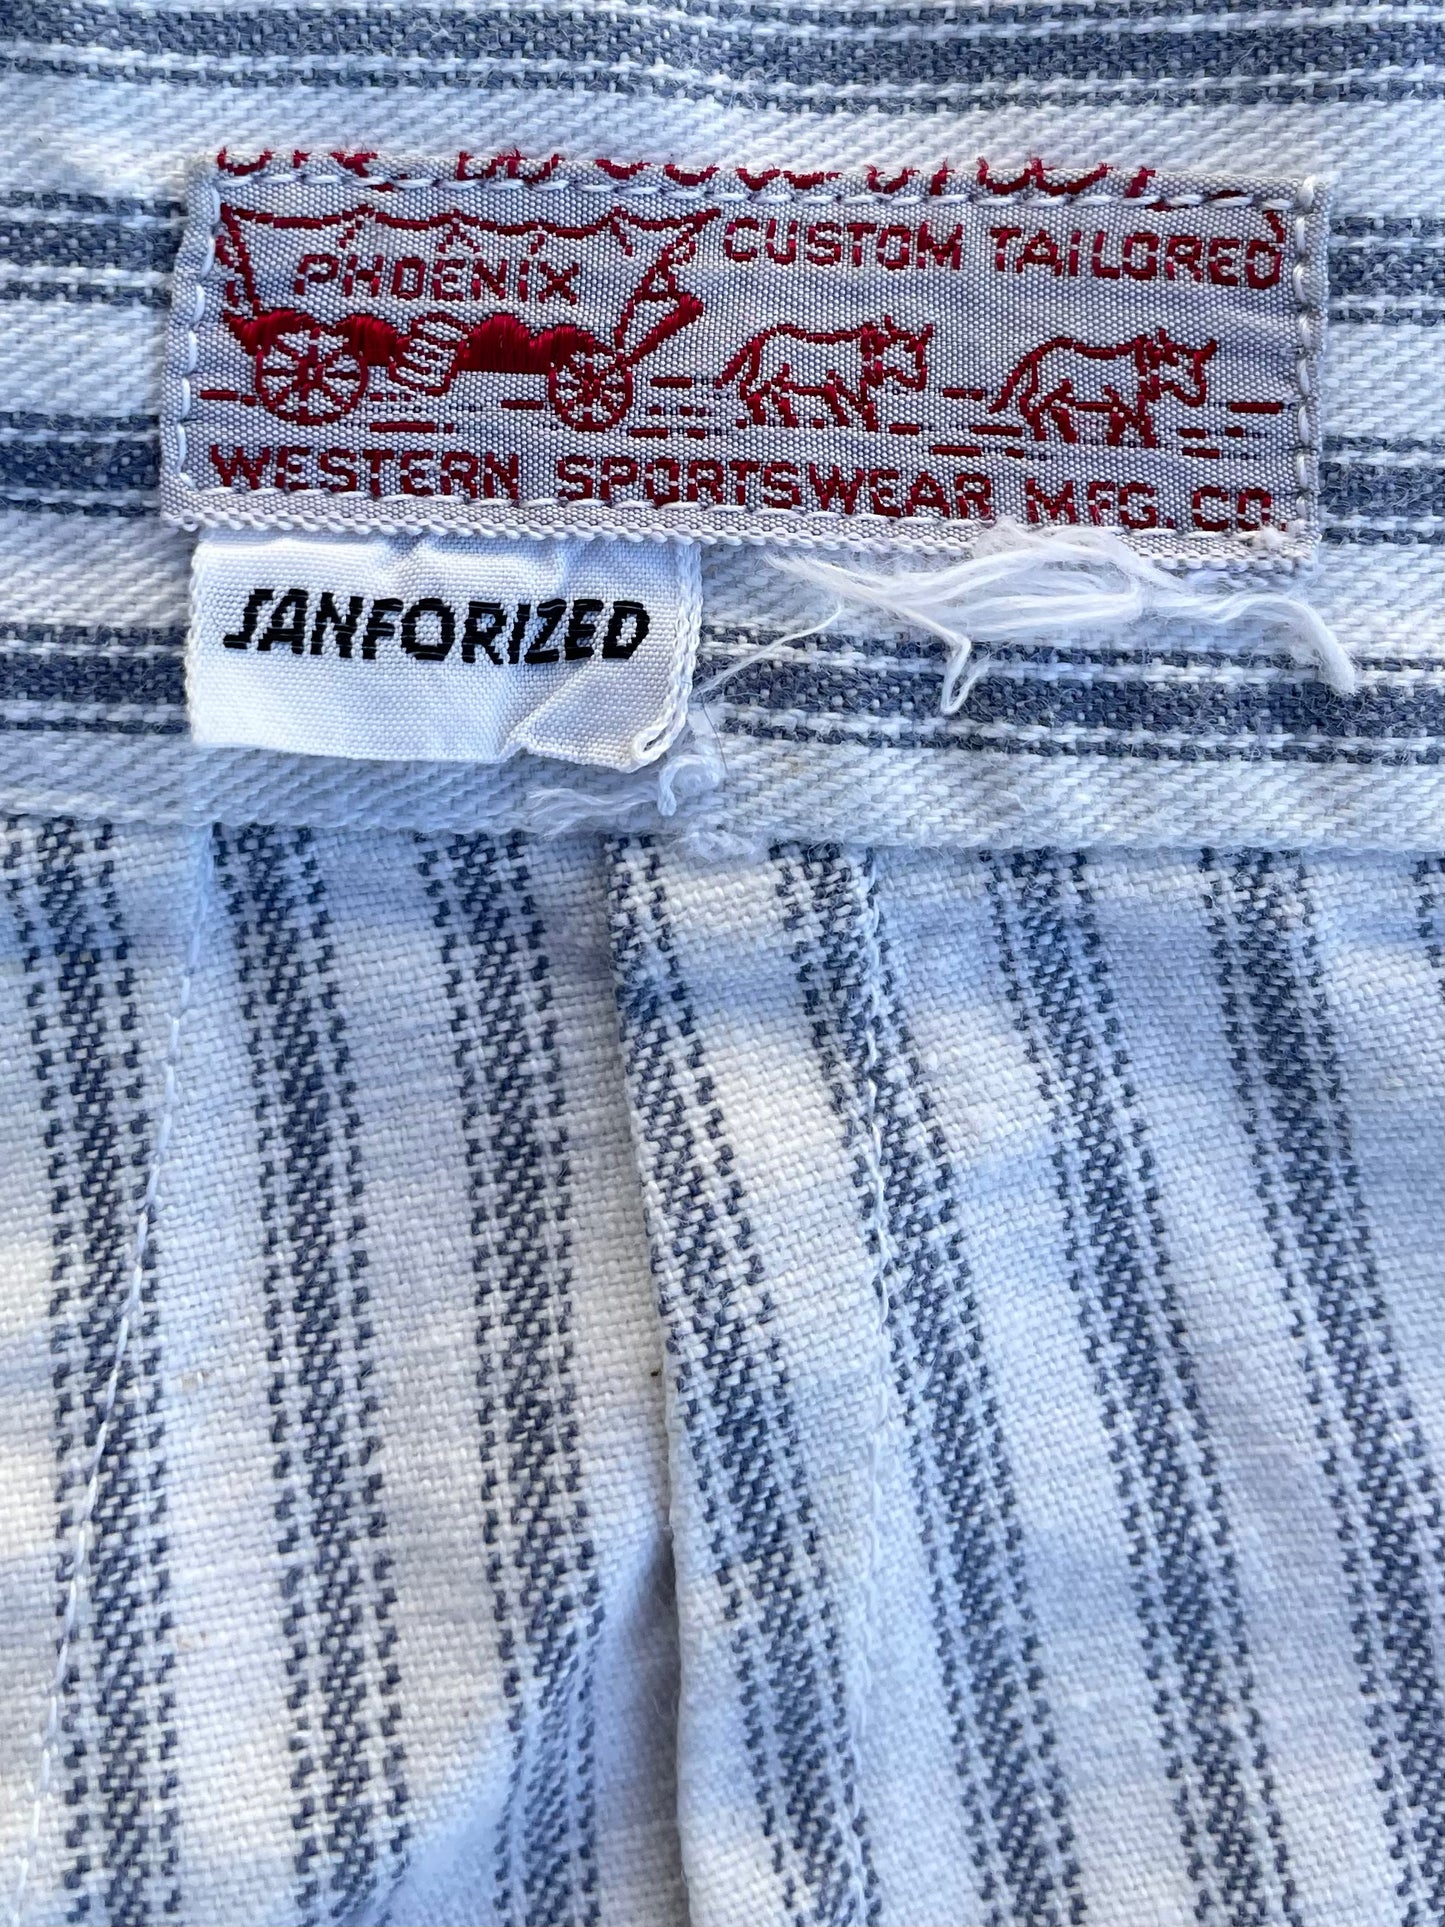 PHOENIX
CUSTOM TAILORED
WESTERN SPORTSWEAR MFG. CO.
SANFORIZED